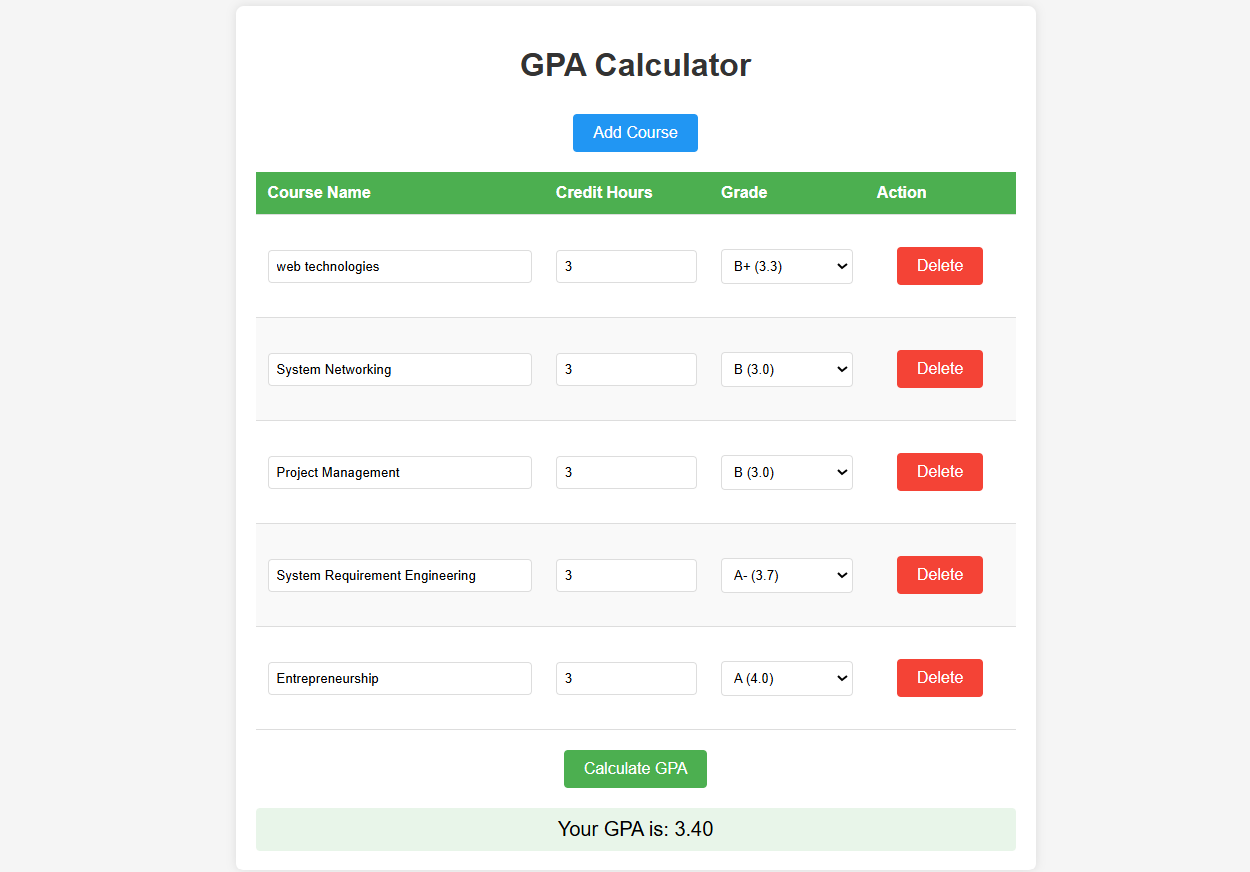 GPA Calculator
Add Course
Course Name Credit Hours Grade Action
web technologies 3 B+ (3.3) Delete
System Networking 3 B (3.0) Delete
Project Management 3 B (3.0) Delete
System Requirement Engineering 3 A- (3.7) Delete
Entrepreneurship 3 A (4.0) Delete
Calculate GPA
Your GPA is: 3.40